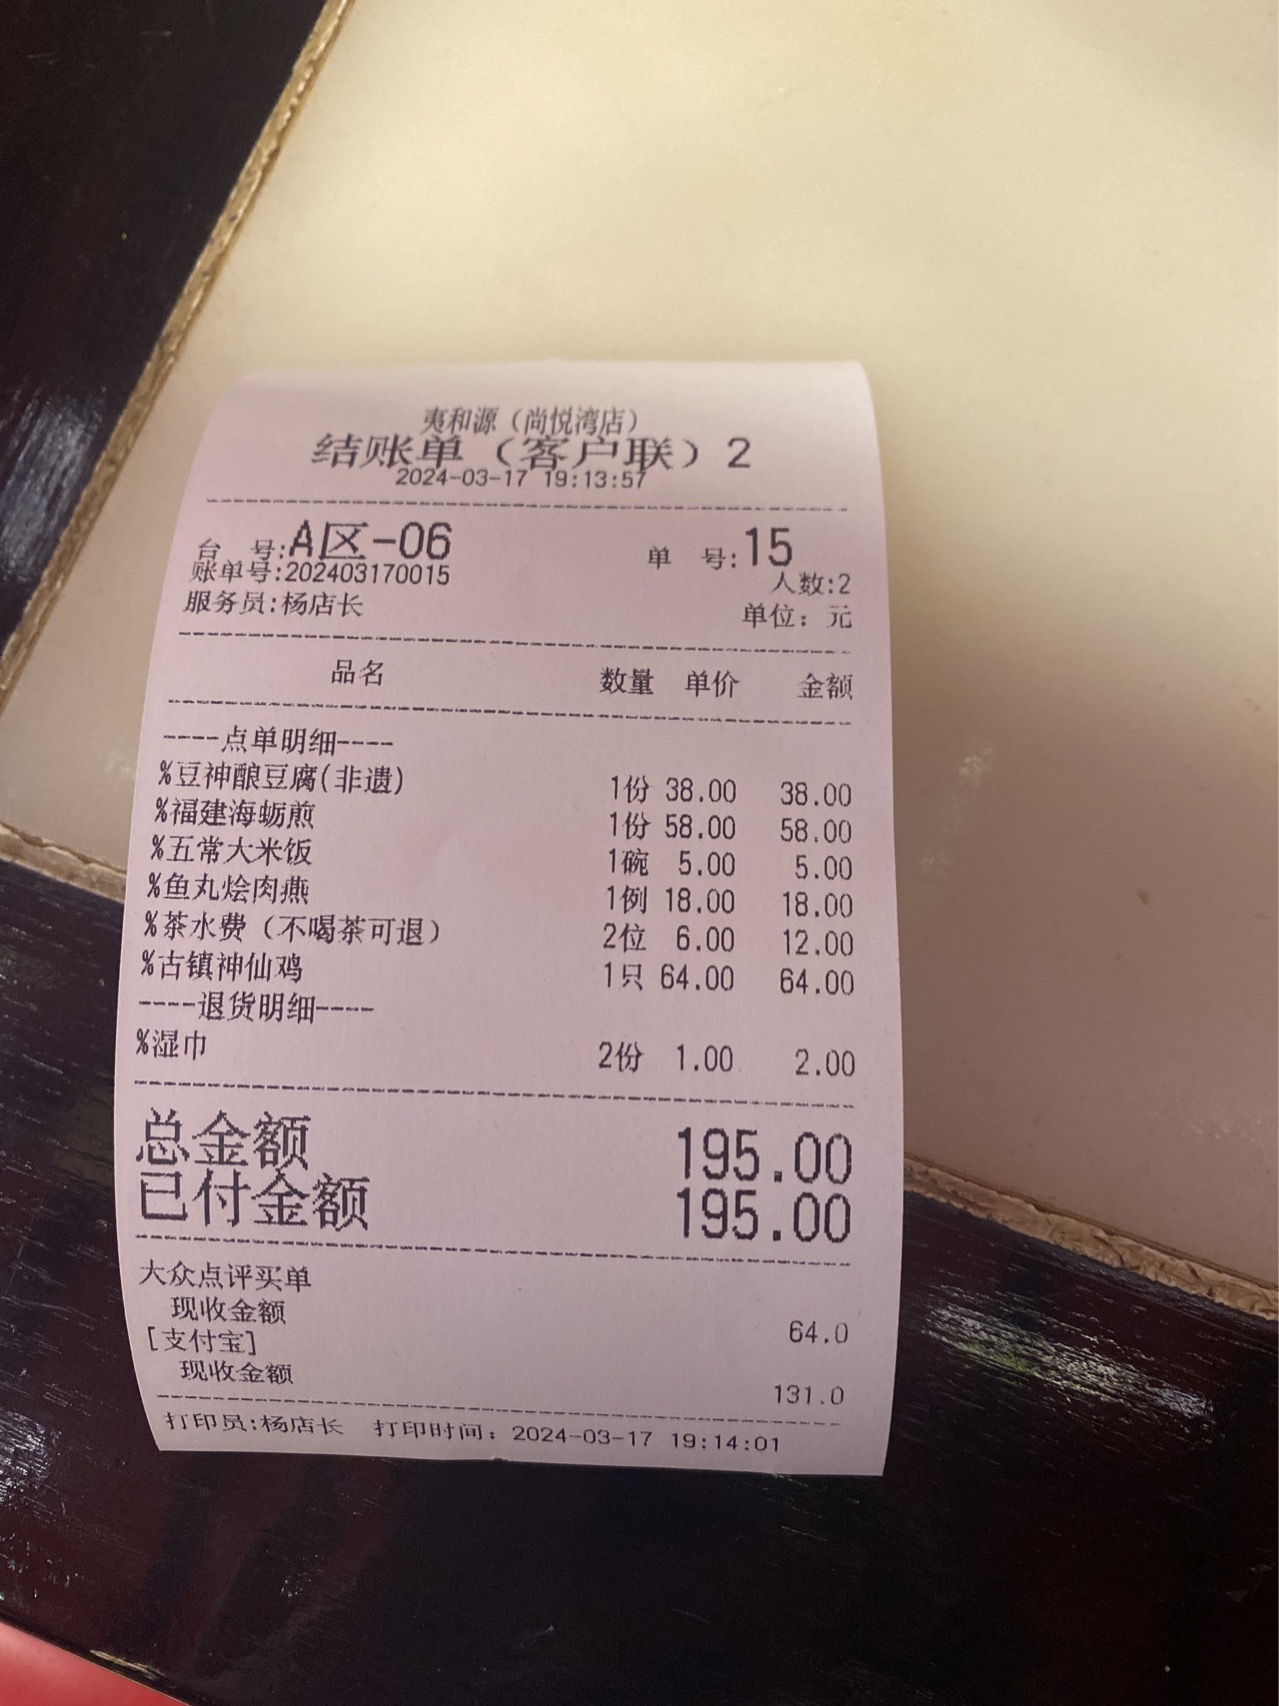 夷和源（尚悦湾店）
结账单（客户联）2
2024-03-17 19:13:57
台 号:A区-06 单 号:15
账单号:202403170015 人数:2
服务员:杨店长 单位：元
品名 数量 单价 金额
----点单明细----
%豆神酿豆腐(非遗) 1份 38.00 38.00
%福建海蛎煎 1份 58.00 58.00
%五常大米饭 1碗 5.00 5.00
%鱼丸烩肉燕 1例 18.00 18.00
%茶水费（不喝茶可退） 2位 6.00 12.00
%古镇神仙鸡 1只 64.00 64.00
----退货明细----
%湿巾 2份 1.00 2.00
总金额 195.00
已付金额 195.00
大众点评买单
现收金额 64.0
[支付宝]
现收金额 131.0
打印员:杨店长 打印时间：2024-03-17 19:14:01